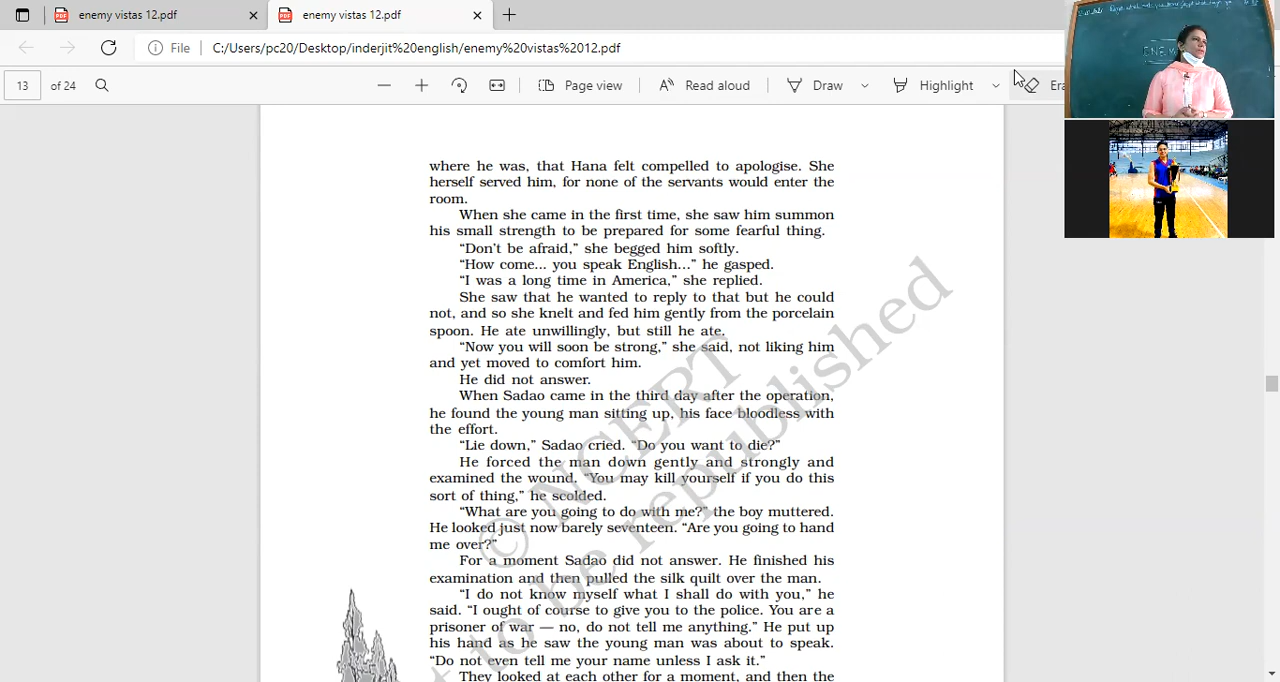 enemy vistas 12.pdf
enemy vistas 12.pdf
File
C:/Users/pc20/Desktop/inderjit%20english/enemy%20vistas%2012.pdf
13 of 24
Page view
Read aloud
Draw
Highlight
Era
ENEM
where he was, that Hana felt compelled to apologise. She
herself served him, for none of the servants would enter the
room.
When she came in the first time, she saw him summon
his small strength to be prepared for some fearful thing.
“Don't be afraid,” she begged him softly.
“How come... you speak English...” he gasped.
“I was a long time in America,” she replied.
She saw that he wanted to reply to that but he could
not, and so she knelt and fed him gently from the porcelain
spoon. He ate unwillingly, but still he ate.
“Now you will soon be strong,” she said, not liking him
and yet moved to comfort him.
He did not answer.
When Sadao came in the third day after the operation,
he found the young man sitting up, his face bloodless with
the effort.
“Lie down,” Sadao cried. “Do you want to die?”
He forced the man down gently and strongly and
examined the wound. “You may kill yourself if you do this
sort of thing,” he scolded.
“What are you going to do with me?” the boy muttered.
He looked just now barely seventeen. “Are you going to hand
me over?”
For a moment Sadao did not answer. He finished his
examination and then pulled the silk quilt over the man.
“I do not know myself what I shall do with you,” he
said. “I ought of course to give you to the police. You are a
prisoner of war — no, do not tell me anything.” He put up
his hand as he saw the young man was about to speak.
“Do not even tell me your name unless I ask it.”
They looked at each other for a moment, and then the
© NCERT
t to be republished